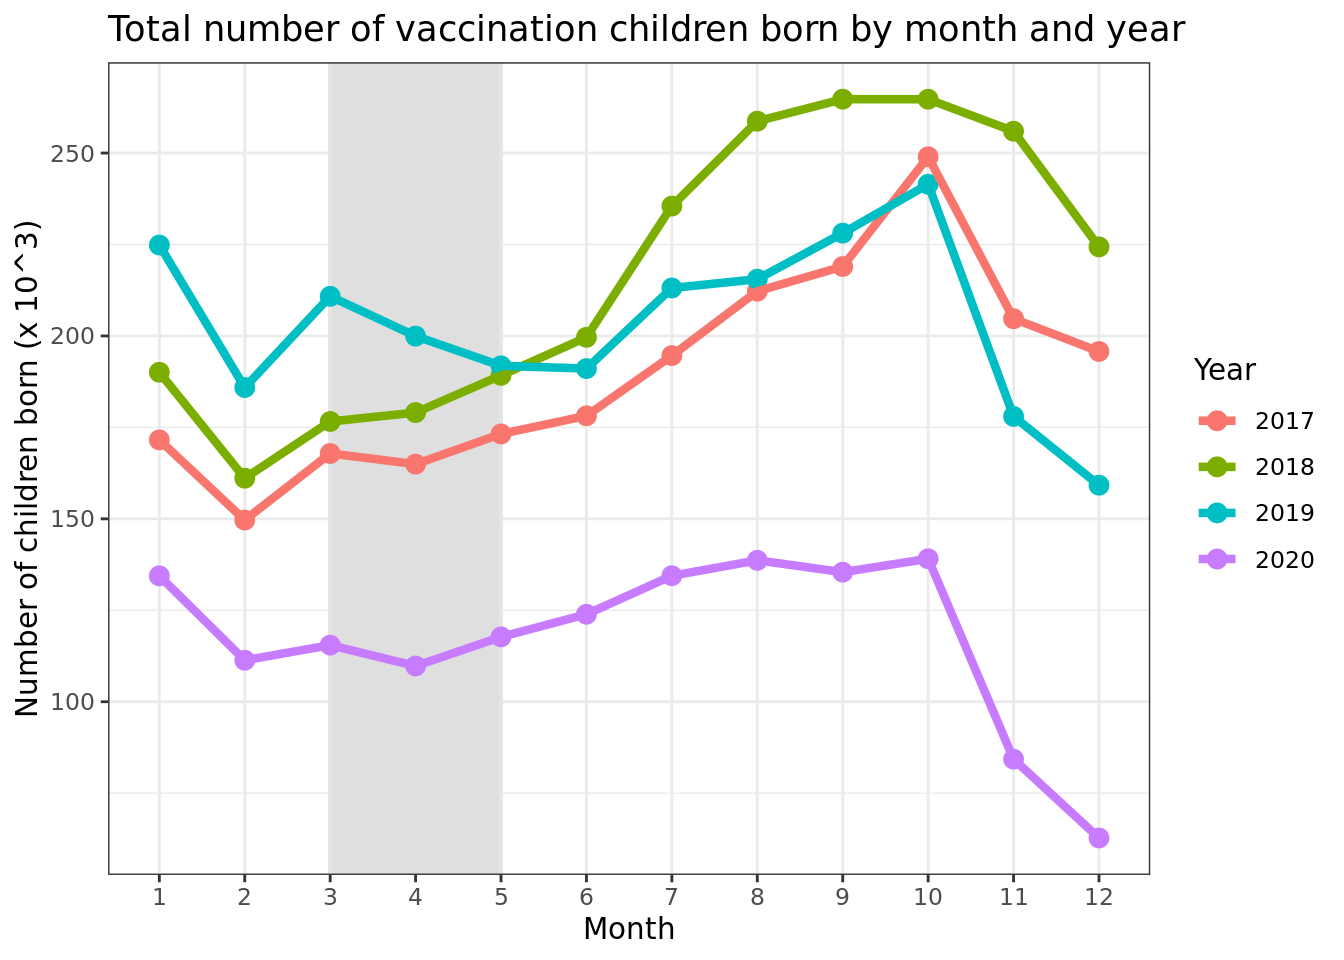 Total number of vaccination children born by month and year
Number of children born (x 10^3)
250
200
150
100
1 2 3 4 5 6 7 8 9 10 11 12
Month
Year
2017
2018
2019
2020